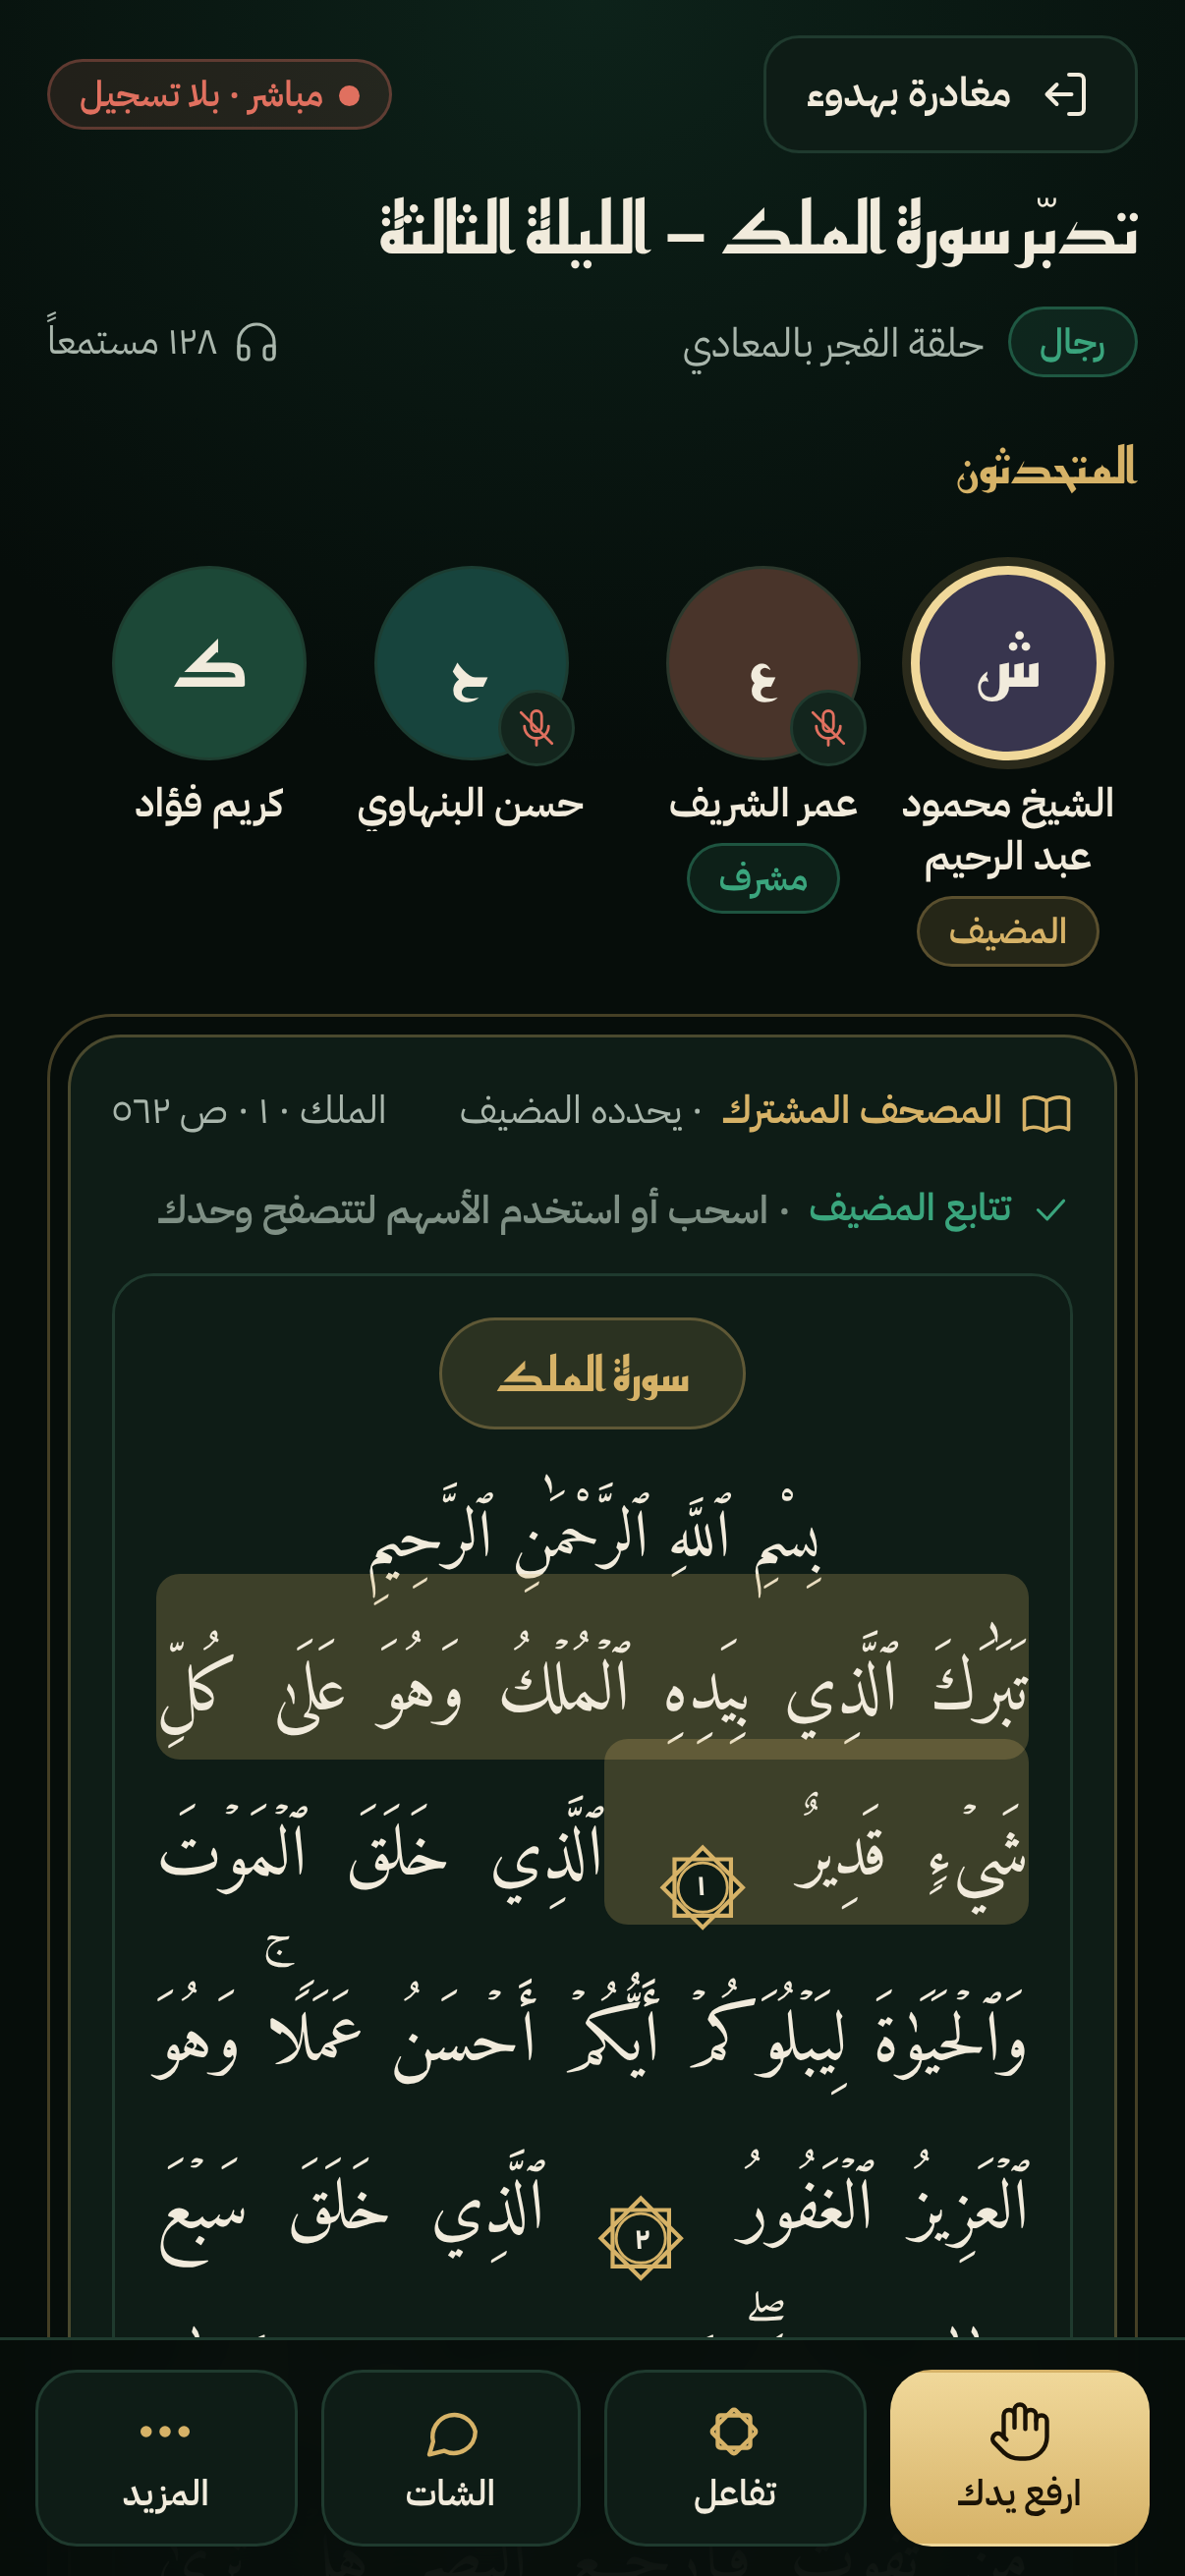 مغادرة بهدوء
مباشر · بلا تسجيل
تدبّر سورة الملك – الليلة الثالثة
رجال حلقة الفجر بالمعادي
١٢٨ مستمعاً
المتحدثون
ش
ع
ح
ك
الشيخ محمود عبد الرحيم
المضيف
عمر الشريف
مشرف
حسن البنهاوي
كريم فؤاد
المصحف المشترك · يحدده المضيف
الملك · ١ · ص ٥٦٢
تتابع المضيف · اسحب أو استخدم الأسهم لتتصفح وحدك
سورة الملك
بِسْمِ ٱللَّهِ ٱلرَّحْمَٰنِ ٱلرَّحِيمِ
تَبَٰرَكَ ٱلَّذِي بِيَدِهِ ٱلۡمُلۡكُ وَهُوَ عَلَىٰ كُلِّ
شَيۡءٖ قَدِيرٌ ١ ٱلَّذِي خَلَقَ ٱلۡمَوۡتَ
وَٱلۡحَيَوٰةَ لِيَبۡلُوَكُمۡ أَيُّكُمۡ أَحۡسَنُ عَمَلٗاۚ وَهُوَ
ٱلۡعَزِيزُ ٱلۡغَفُورُ ٢ ٱلَّذِي خَلَقَ سَبۡعَ
ارفع يدك
تفاعل
الشات
المزيد